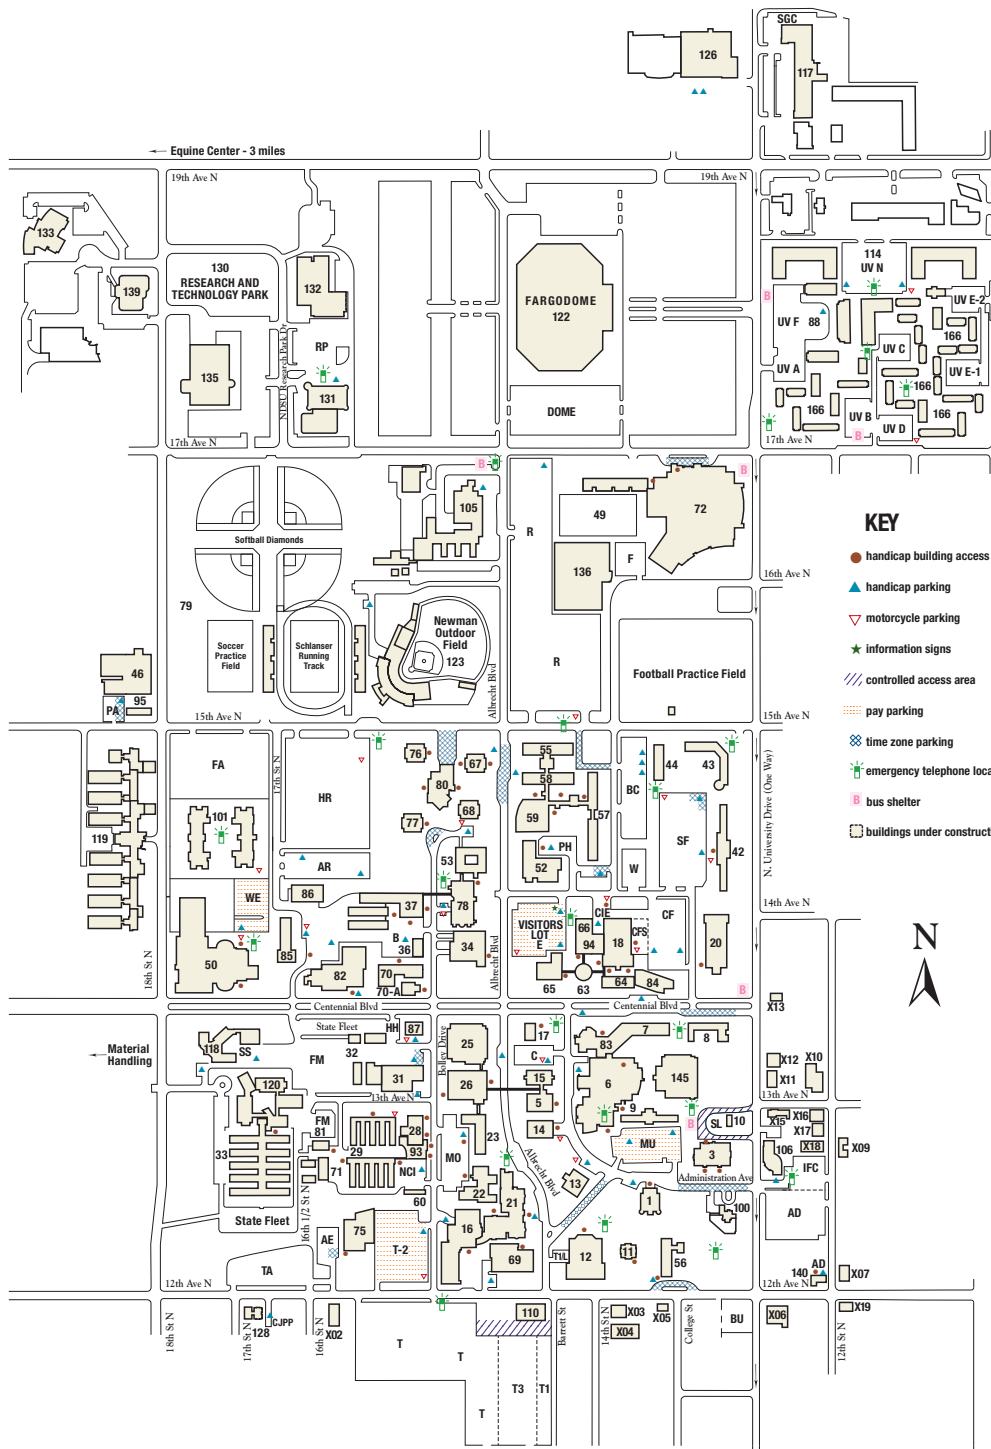 SGC
126
117
Equine Center - 3 miles
19th Ave N
19th Ave N
133
130
RESEARCH AND
TECHNOLOGY PARK
132
139
114
UV N
FARGODOME
122
UV E-2
UV F
88
166
RP
NDSU Research Park Dr
UV C
UV A
UV E-1
135
131
166
DOME
166
UV B
166
UV D
17th Ave N
17th Ave N
B
B
B
B
105
72
49
R
KEY
Softball Diamonds
136
F
handicap building access
16th Ave N
handicap parking
79
Newman
Outdoor
Field
123
motorcycle parking
Soccer
Practice
Field
Schlanser
Running
Track
information signs
46
R
Football Practice Field
controlled access area
95
PA
Albrecht Blvd
pay parking
15th Ave N
15th Ave N
time zone parking
FA
17th St N
76
67
55
44
43
emergency telephone loca
HR
80
58
BC
N. University Drive (One Way)
bus shelter
B
101
77
68
59
57
buildings under construct
119
53
PH
SF
42
AR
52
W
WE
86
37
78
14th Ave N
VISITORS
LOT
E
CIE
CF
66
94
18
CFS
20
50
85
B
36
34
82
70
70-A
65
63
64
84
18th St N
Albrecht Blvd
B
X13
Centennial Blvd
Centennial Blvd
State Fleet
HH
87
17
7
8
Material
Handling
118
SS
32
Bolley Drive
25
83
FM
C
X12
X10
120
31
26
15
6
145
X11
13th Ave N
13th Ave N
5
9
FM
81
28
SL
10
X15
X16
X17
29
93
23
14
B
MU
X18
X09
33
NCI
MO
3
106
IFC
71
Albrecht Blvd
13
Administration Ave
60
22
21
1
State Fleet
16 1/2 St N
75
16
100
AD
AE
T-2
T1/L
12
11
56
69
TA
AD
140
X07
12th Ave N
12th Ave N
128
CJPP
X02
110
X03
X05
X04
BU
X06
X19
18th St N
17th St N
16th St N
Barrett St
14th St N
College St
12th St N
T
T
T3
T1
T
N